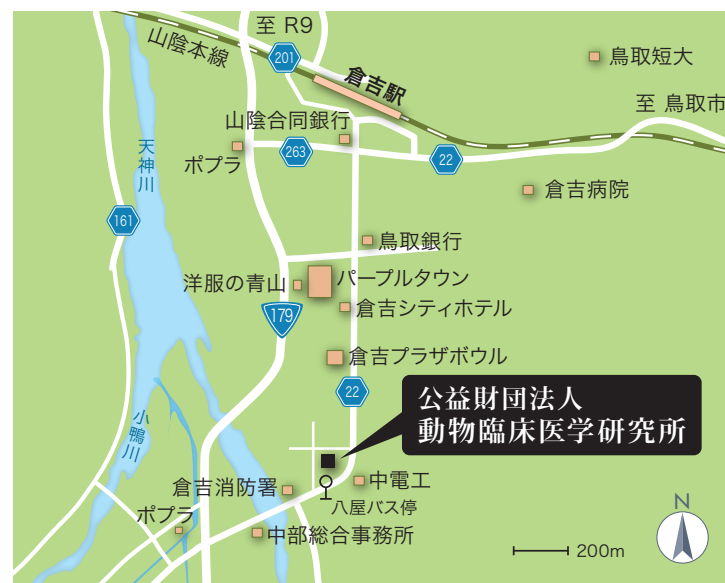 至 R9
山陰本線
201
倉吉駅
鳥取短大
至 鳥取市
山陰合同銀行
天神川
ポプラ
263
22
倉吉病院
161
鳥取銀行
洋服の青山
パープルタウン
179
倉吉シティホテル
倉吉プラザボウル
22
公益財団法人
動物臨床医学研究所
小鴨川
倉吉消防署
中電工
八屋バス停
ポプラ
中部総合事務所
N
200m